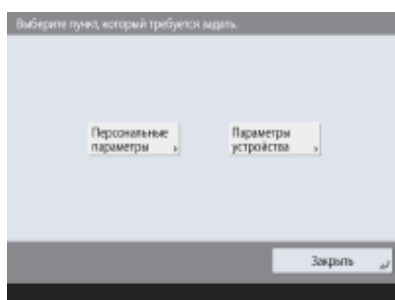 Выберите пункт, который требуется задать.
Персональные
параметры
Параметры
устройства
Закрыть